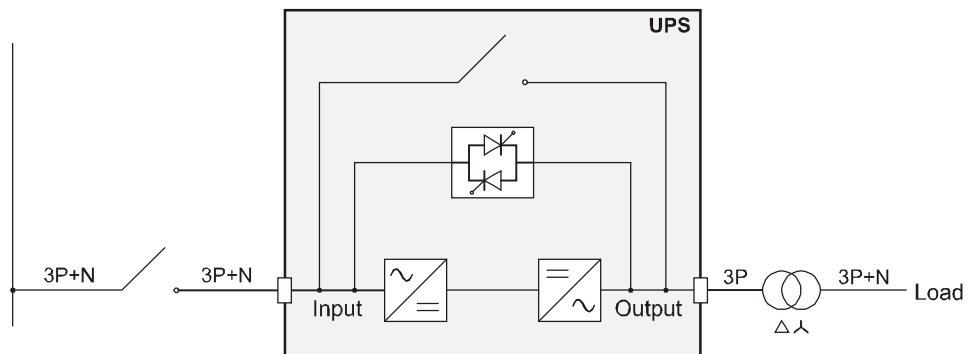 UPS
3P+N
3P+N
Input
Output
3P
3P+N
Load